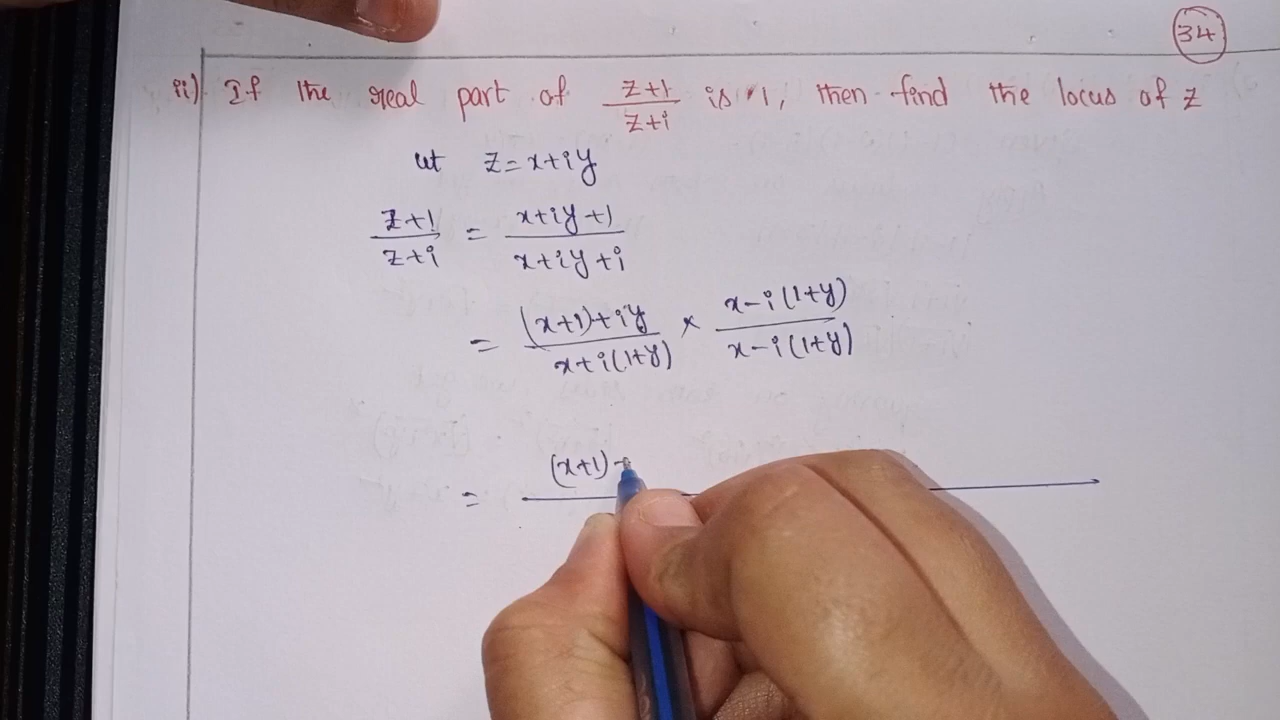 34
ii) If the real part of z+1/z+i is 1, then find the locus of z
let z=x+iy
z+1/z+i = x+iy+1/x+iy+i
= (x+1)+iy/x+i(1+y) × x-i(1+y)/x-i(1+y)
= (x+1)